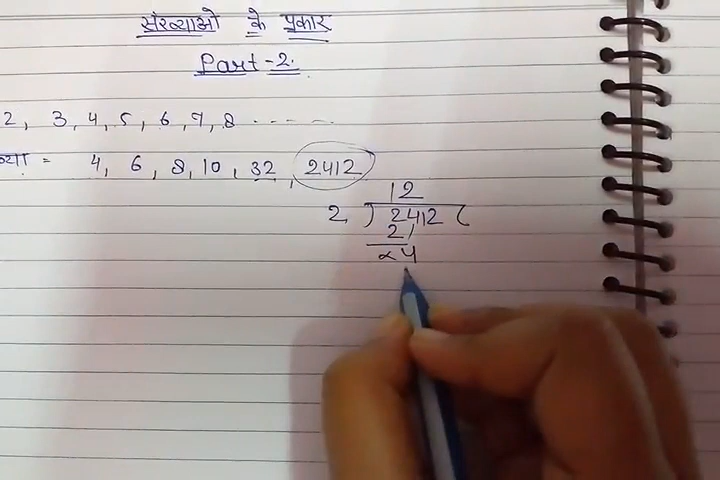 संख्याओ के प्रकार
Part-2.
2, 3, 4, 5, 6, 7, 8 -----
= 4, 6, 8, 10, 32, 2412
12
2) 2412 (
2
×4